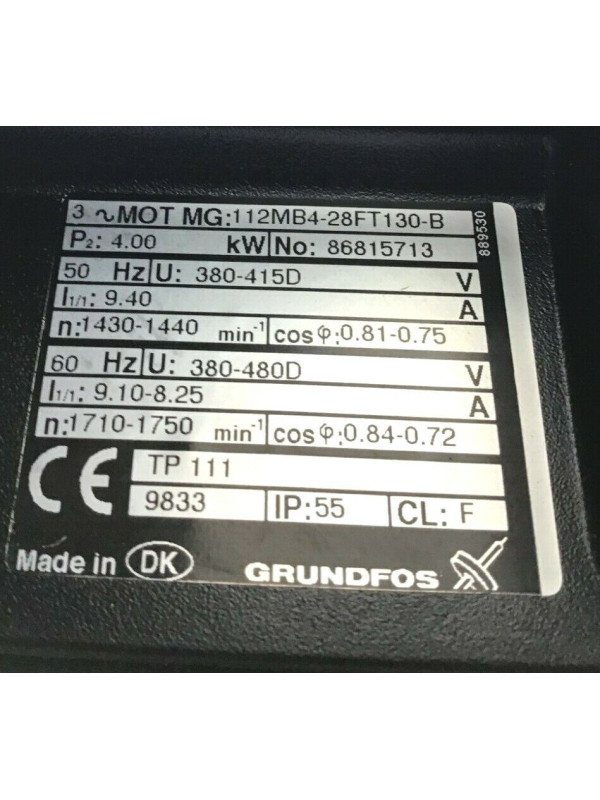 3 ∿MOT MG:112MB4-28FT130-B
P₂: 4.00 kW No: 86815713
889530
50 Hz U: 380-415D V
I₁/₁: 9.40 A
n:1430-1440 min⁻¹ cosφ:0.81-0.75
60 Hz U: 380-480D V
I₁/₁: 9.10-8.25 A
n:1710-1750 min⁻¹ cosφ:0.84-0.72
CE TP 111
9833 IP:55 CL: F
Made in DK GRUNDFOS